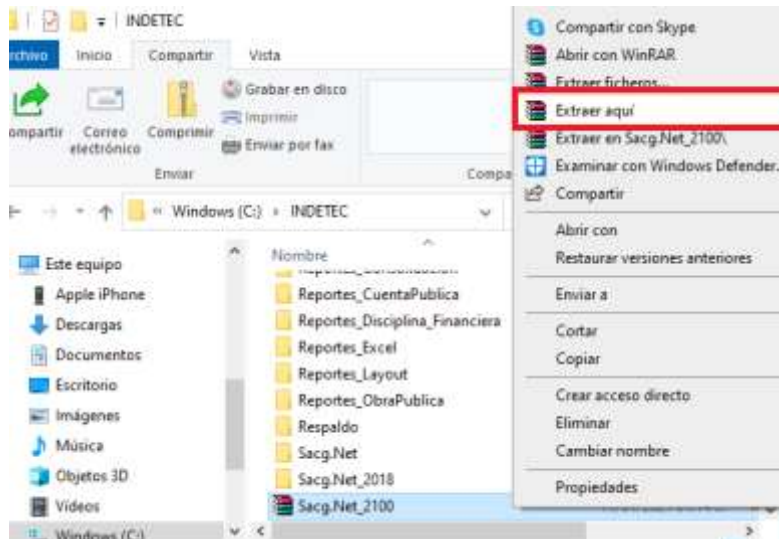 INDETEC
Archivo Inicio Compartir Vista
Compartir
Correo electrónico
Comprimir
Grabar en disco
Imprimir
Enviar por fax
Enviar
Compa
« Windows (C:) › INDETEC
Este equipo
Apple iPhone
Descargas
Documentos
Escritorio
Imágenes
Música
Objetos 3D
Vídeos
Windows (C:)
Nombre
Reportes_CuentaPublica
Reportes_Disciplina_Financiera
Reportes_Excel
Reportes_Layout
Reportes_ObraPublica
Respaldo
Sacg.Net
Sacg.Net_2018
Sacg.Net_2100
Compartir con Skype
Abrir con WinRAR
Extraer ficheros...
Extraer aquí
Extraer en Sacg.Net_2100\
Examinar con Windows Defender.
Compartir
Abrir con
Restaurar versiones anteriores
Enviar a
Cortar
Copiar
Crear acceso directo
Eliminar
Cambiar nombre
Propiedades